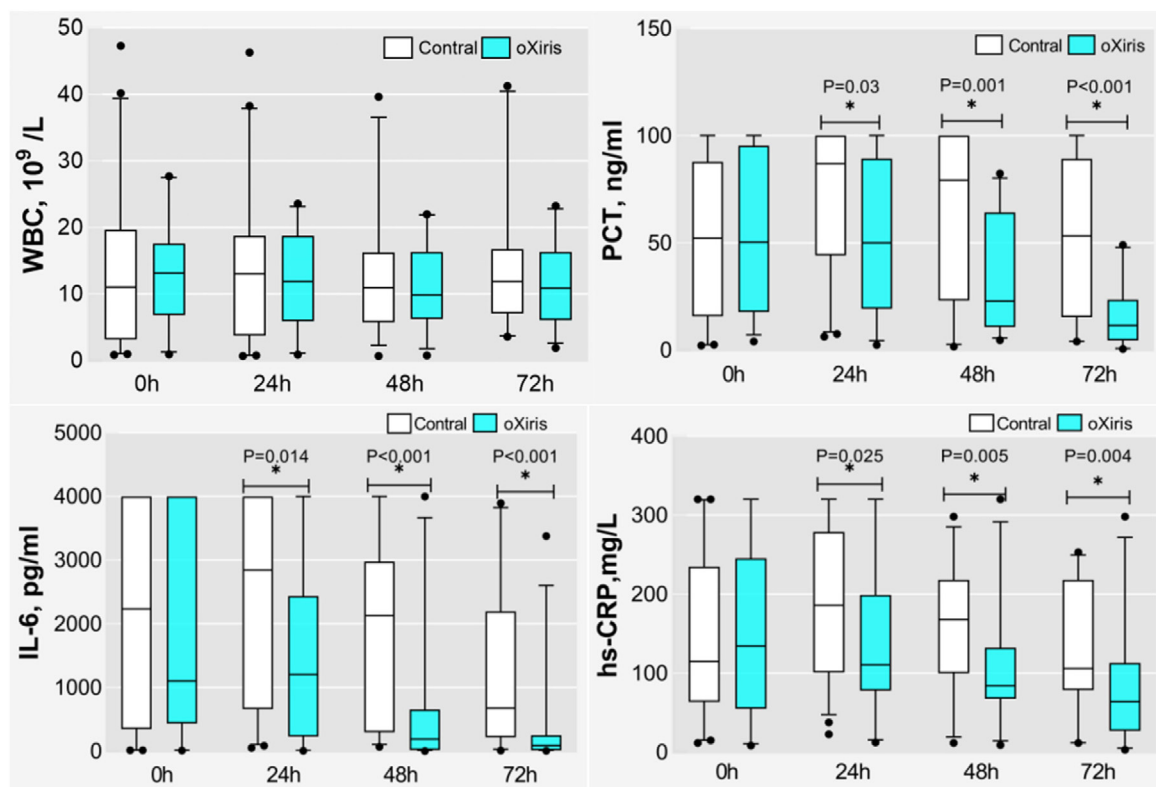 50
40
30
20
10
0
WBC, 10⁹ /L
Contral oXiris
0h 24h 48h 72h
150
100
50
0
PCT, ng/ml
Contral oXiris
P=0.03 P=0.001 P<0.001
* * *
0h 24h 48h 72h
5000
4000
3000
2000
1000
0
IL-6, pg/ml
Contral oXiris
P=0.014 P<0.001 P<0.001
* * *
0h 24h 48h 72h
400
300
200
100
0
hs-CRP,mg/L
Contral oXiris
P=0.025 P=0.005 P=0.004
* * *
0h 24h 48h 72h